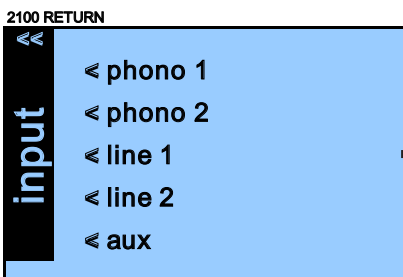 2100 RETURN
<<
input
< phono 1
< phono 2
< line 1
< line 2
< aux